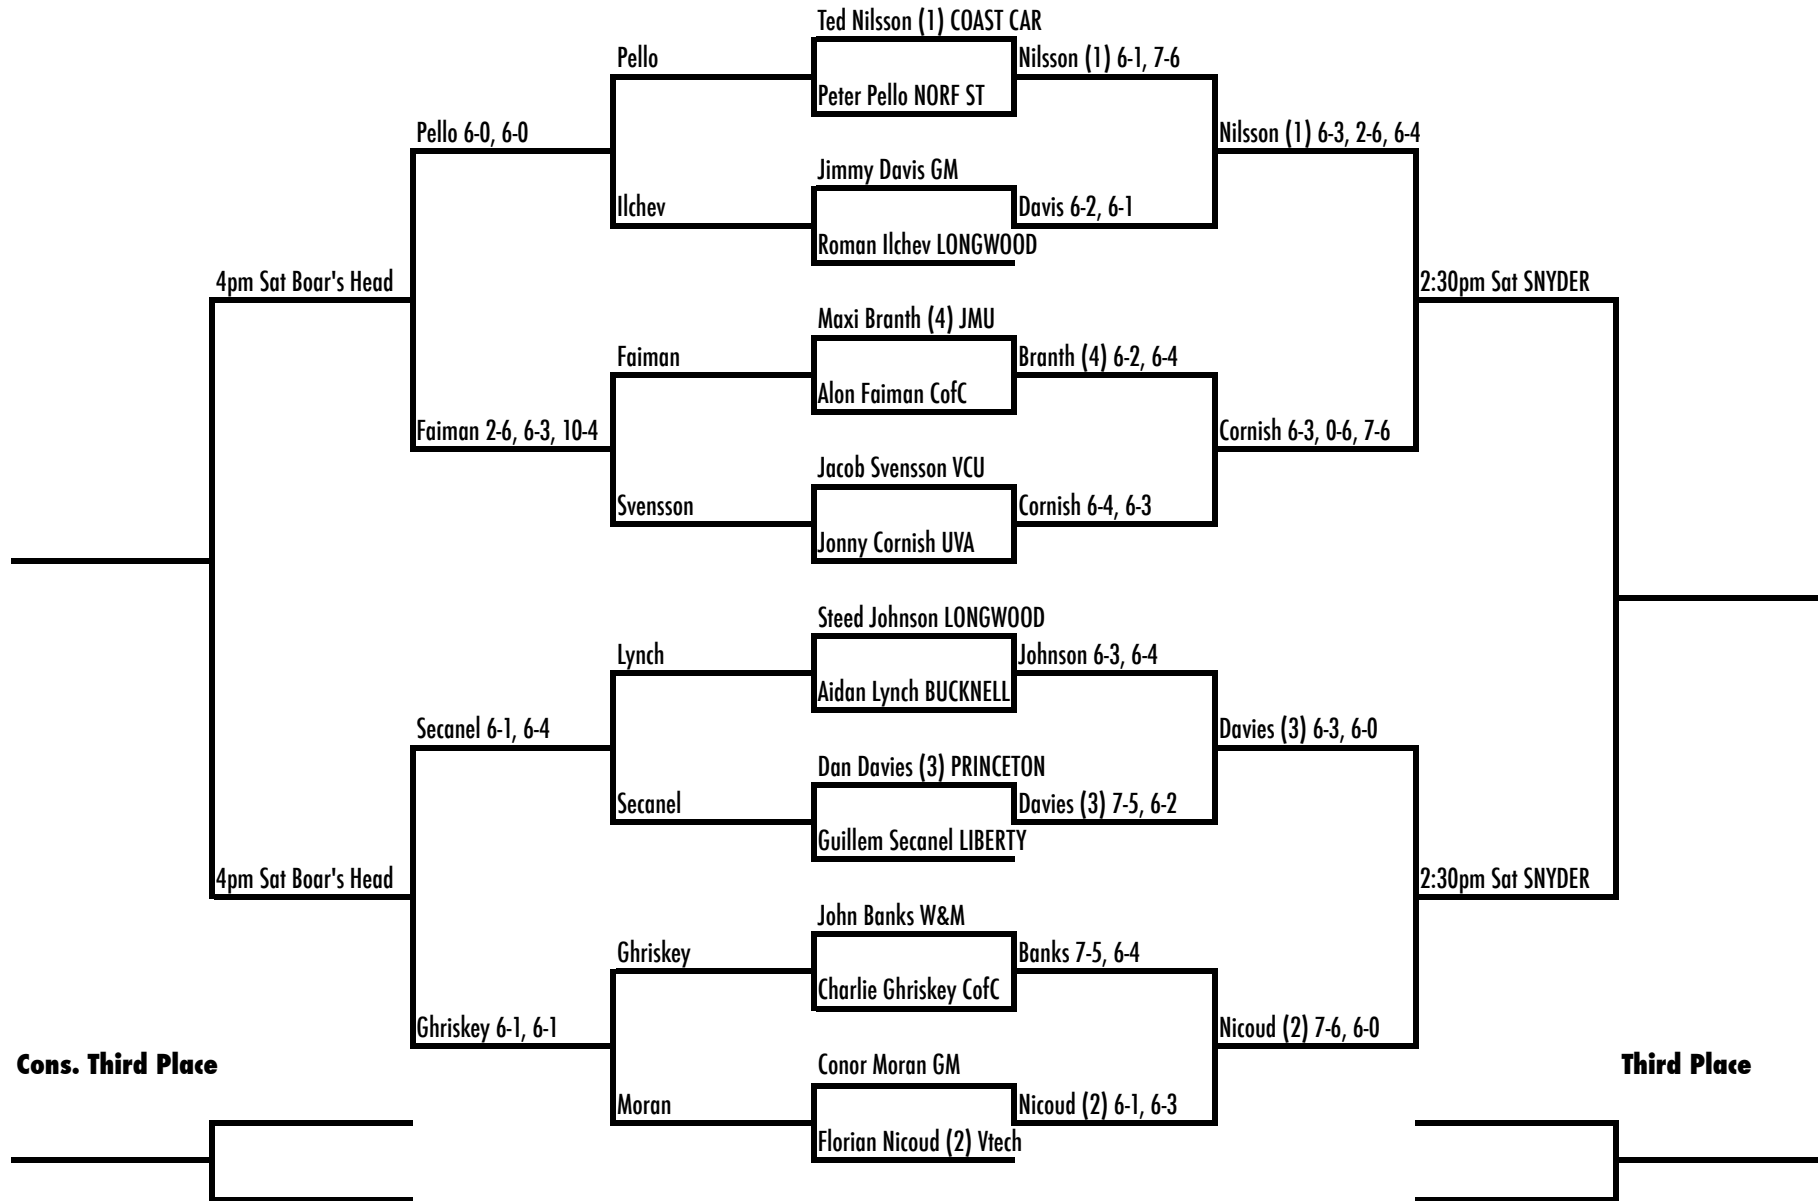 Ted Nilsson (1) COAST CAR
Pello
Nilsson (1) 6-1, 7-6
Peter Pello NORF ST
Pello 6-0, 6-0
Nilsson (1) 6-3, 2-6, 6-4
Jimmy Davis GM
Ilchev
Davis 6-2, 6-1
Roman Ilchev LONGWOOD
4pm Sat Boar's Head
2:30pm Sat SNYDER
Maxi Branth (4) JMU
Faiman
Branth (4) 6-2, 6-4
Alon Faiman CofC
Faiman 2-6, 6-3, 10-4
Cornish 6-3, 0-6, 7-6
Jacob Svensson VCU
Svensson
Cornish 6-4, 6-3
Jonny Cornish UVA
Steed Johnson LONGWOOD
Lynch
Johnson 6-3, 6-4
Aidan Lynch BUCKNELL
Secanel 6-1, 6-4
Davies (3) 6-3, 6-0
Dan Davies (3) PRINCETON
Secanel
Davies (3) 7-5, 6-2
Guillem Secanel LIBERTY
4pm Sat Boar's Head
2:30pm Sat SNYDER
John Banks W&M
Ghriskey
Banks 7-5, 6-4
Charlie Ghriskey CofC
Ghriskey 6-1, 6-1
Nicoud (2) 7-6, 6-0
Cons. Third Place
Conor Moran GM
Third Place
Moran
Nicoud (2) 6-1, 6-3
Florian Nicoud (2) Vtech